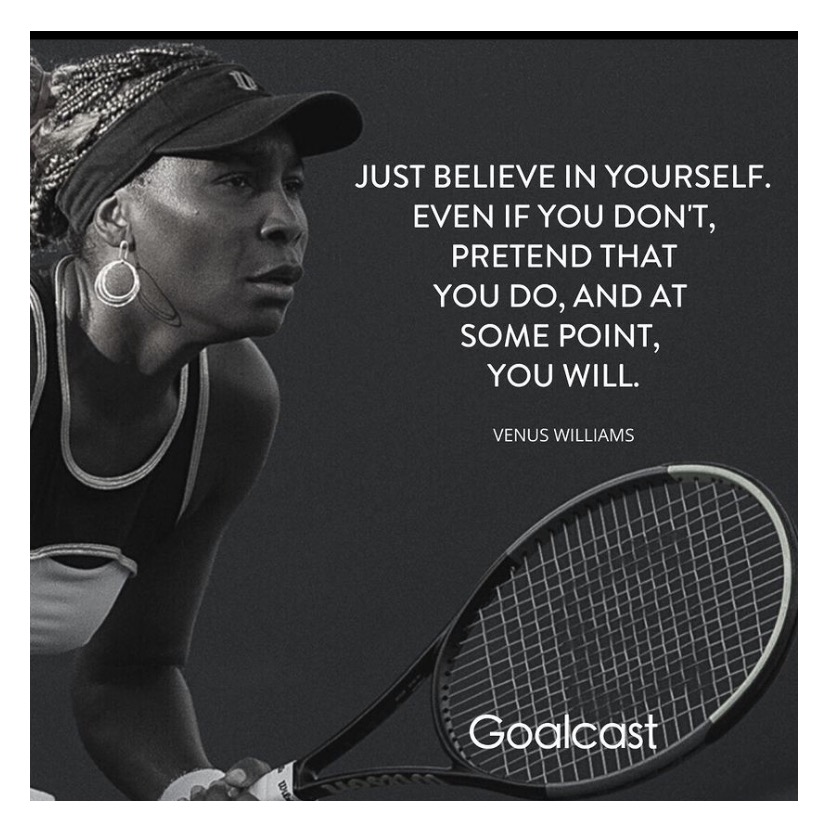 JUST BELIEVE IN YOURSELF.
EVEN IF YOU DON'T,
PRETEND THAT
YOU DO, AND AT
SOME POINT,
YOU WILL.
VENUS WILLIAMS
Goalcast